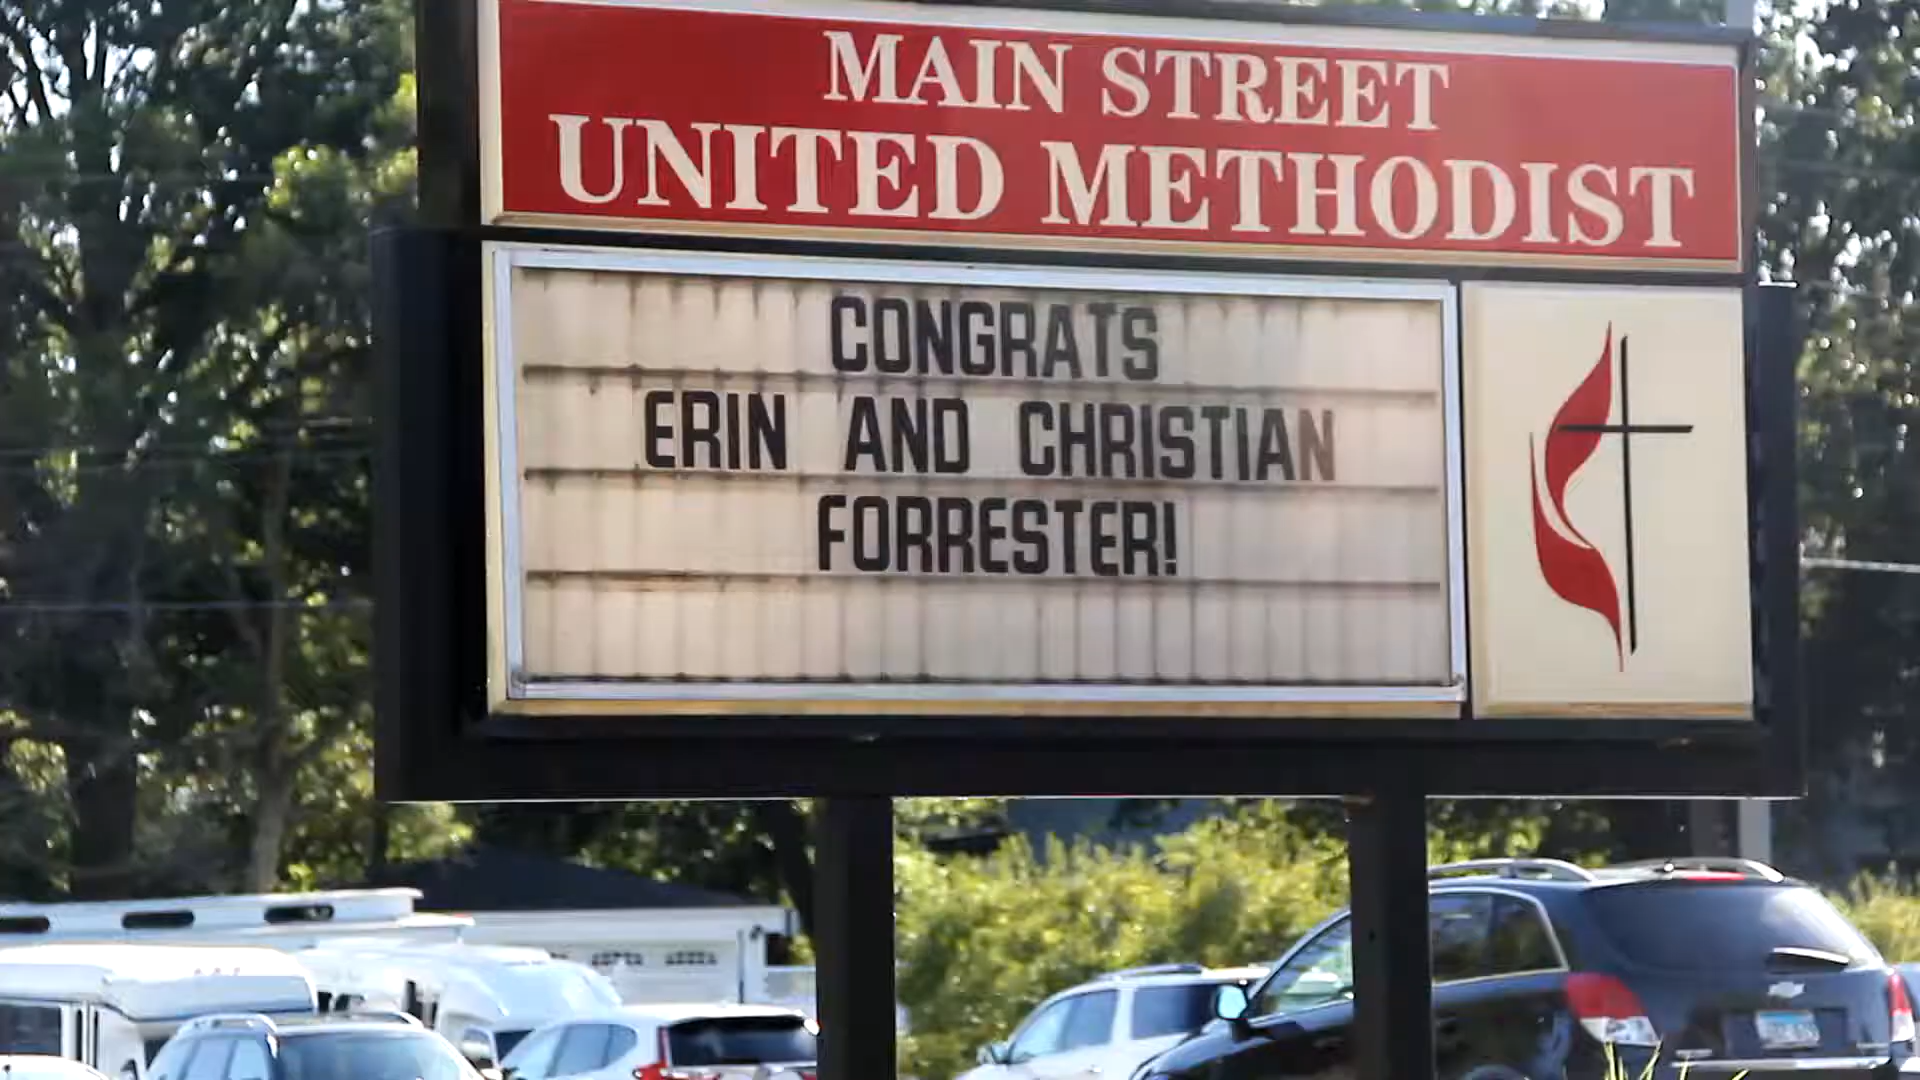 MAIN STREET
UNITED METHODIST
CONGRATS
ERIN AND CHRISTIAN
FORRESTER!